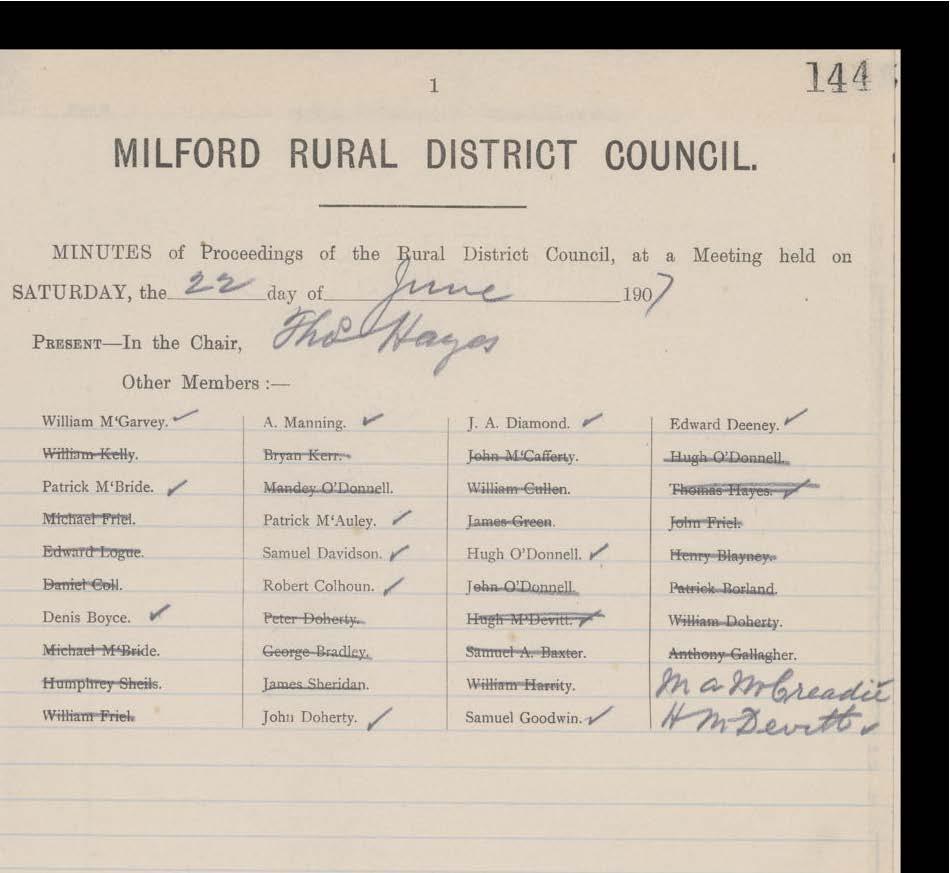 1
144
MILFORD RURAL DISTRICT COUNCIL.
MINUTES of Proceedings of the Rural District Council, at a Meeting held on
SATURDAY, the 22 day of June 1907
PRESENT—In the Chair, Thos Hayes
Other Members :—
William M‘Garvey. ✓ A. Manning. ✓ J. A. Diamond. ✓ Edward Deeney. ✓
William Kelly. Bryan Kerr. John M‘Cafferty. Hugh O’Donnell.
Patrick M‘Bride. ✓ Mandey O’Donnell. William Cullen. Thomas Hayes. ✓
Michael Friel. Patrick M‘Auley. ✓ James Green. John Friel.
Edward Logue. Samuel Davidson. ✓ Hugh O’Donnell. ✓ Henry Blayney.
Daniel Coll. Robert Colhoun. ✓ John O’Donnell. Patrick Borland.
Denis Boyce. ✓ Peter Doherty. Hugh M‘Devitt. ✓ William Doherty.
Michael M‘Bride. George Bradley. Samuel A. Baxter. Anthony Gallagher.
Humphrey Sheils. James Sheridan. William Harrity. M a McCreadie
William Friel. John Doherty. ✓ Samuel Goodwin. ✓ H McDevitt ✓